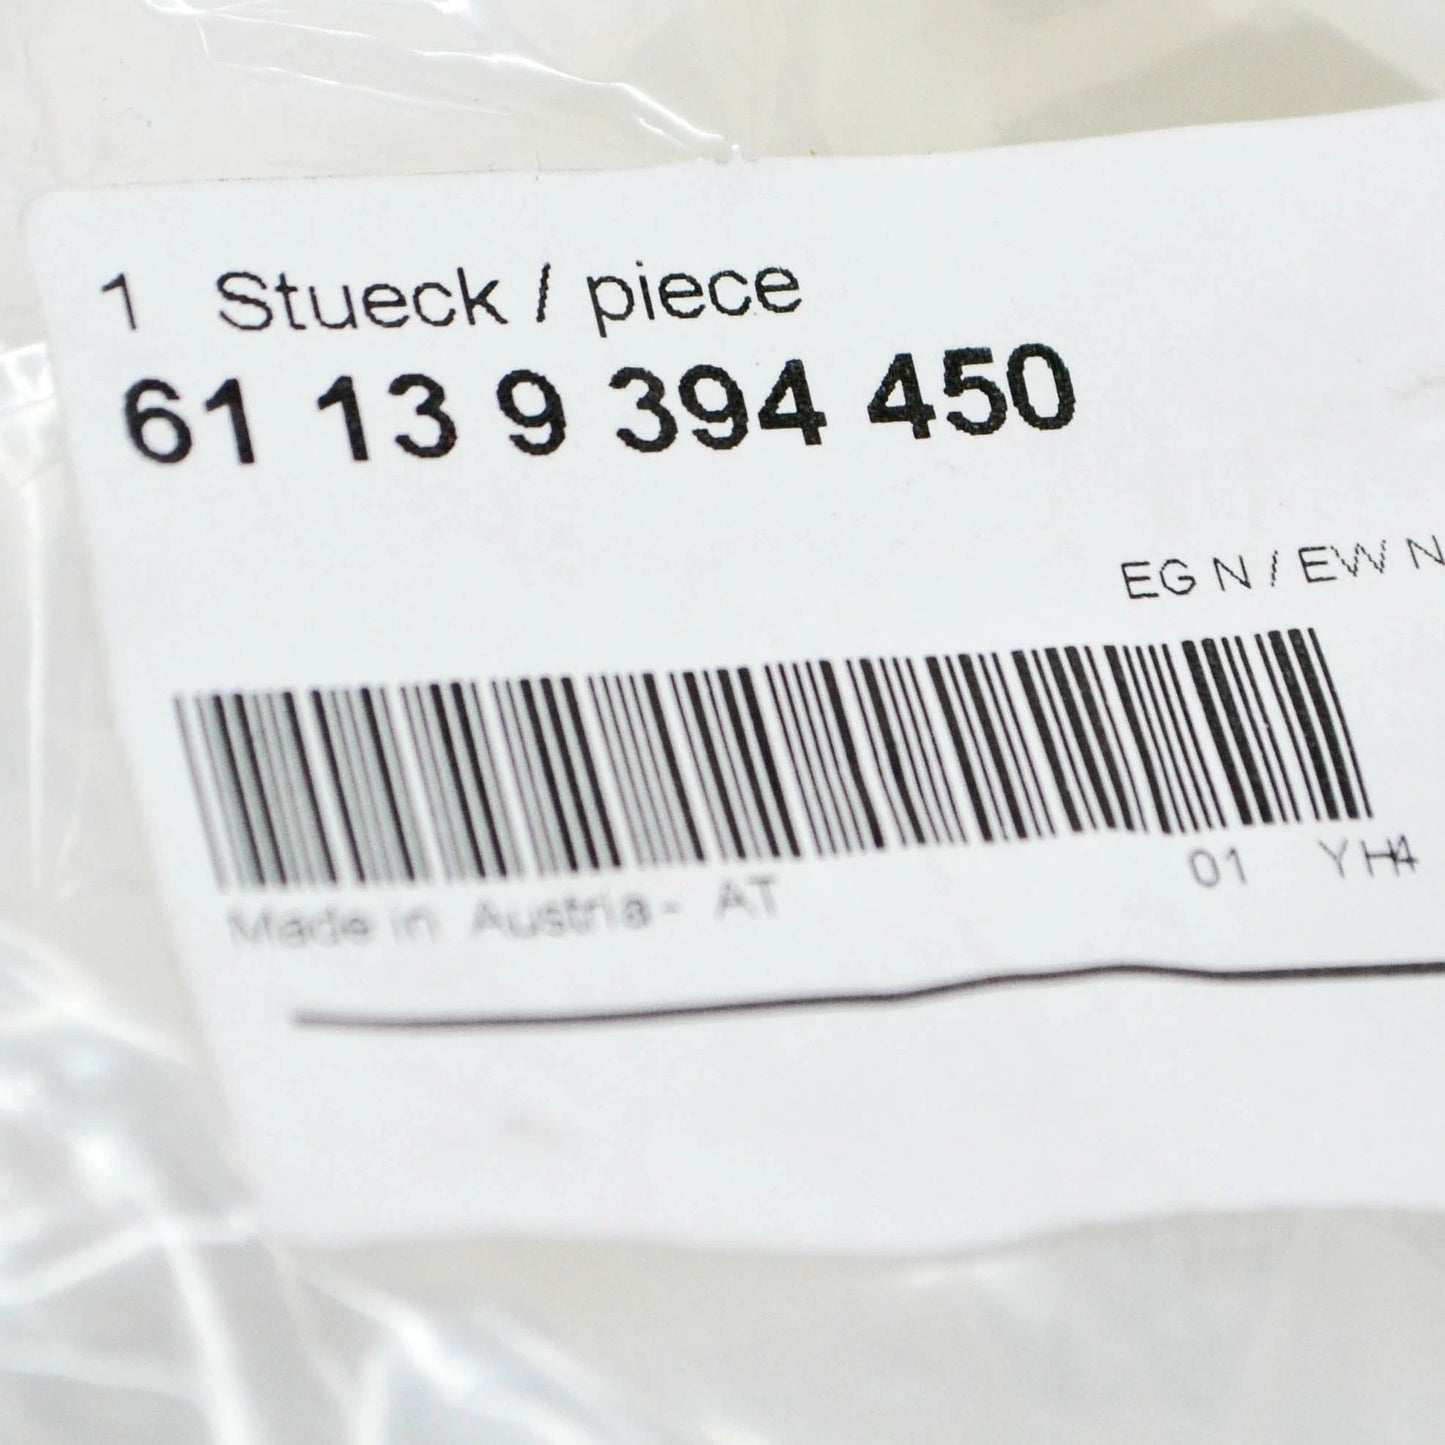 1 Stueck / piece
61 13 9 394 450
EG N / EW N
Made in Austria - AT 01 YH4